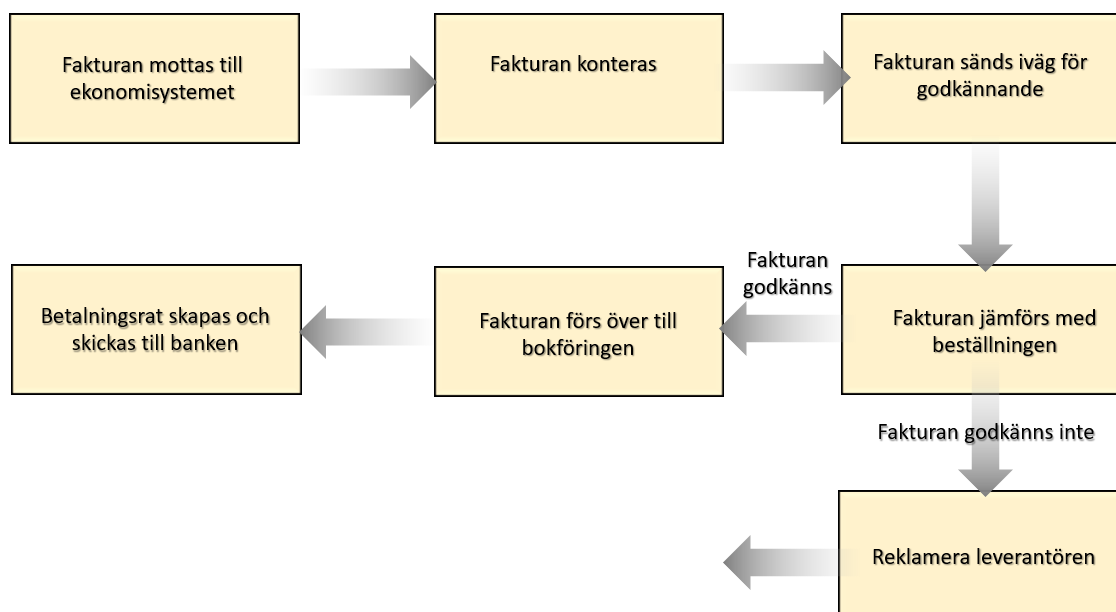 Fakturan mottas till
ekonomisystemet
Fakturan konteras
Fakturan sänds iväg för
godkännande
Betalningsrat skapas och
skickas till banken
Fakturan förs över till
bokföringen
Fakturan
godkänns
Fakturan jämförs med
beställningen
Fakturan godkänns inte
Reklamera leverantören